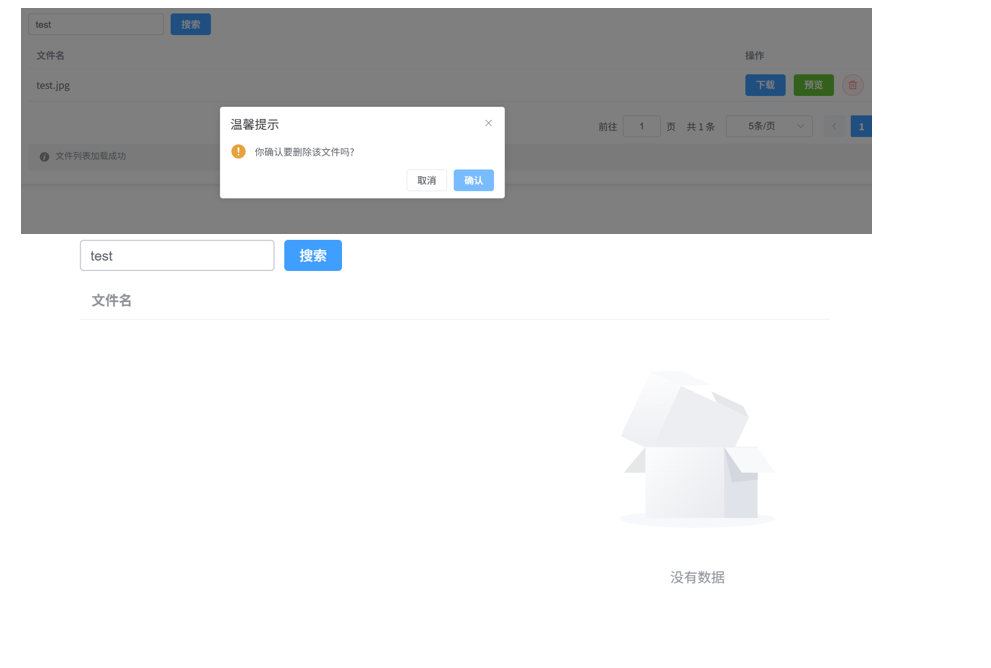 test 搜索
文件名 操作
test.jpg 下载 预览
温馨提示
前往 1 页 共 1 条 5条/页 1
你确认要删除该文件吗?
文件列表加载成功
取消 确认
test 搜索
文件名
没有数据